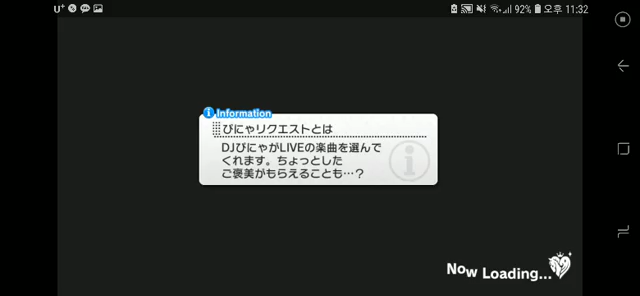 U+ 92% 오후 11:32
Information
ぴにゃリクエストとは
DJぴにゃがLIVEの楽曲を選んで
くれます。ちょっとした
ご褒美がもらえることも…？
Now Loading...